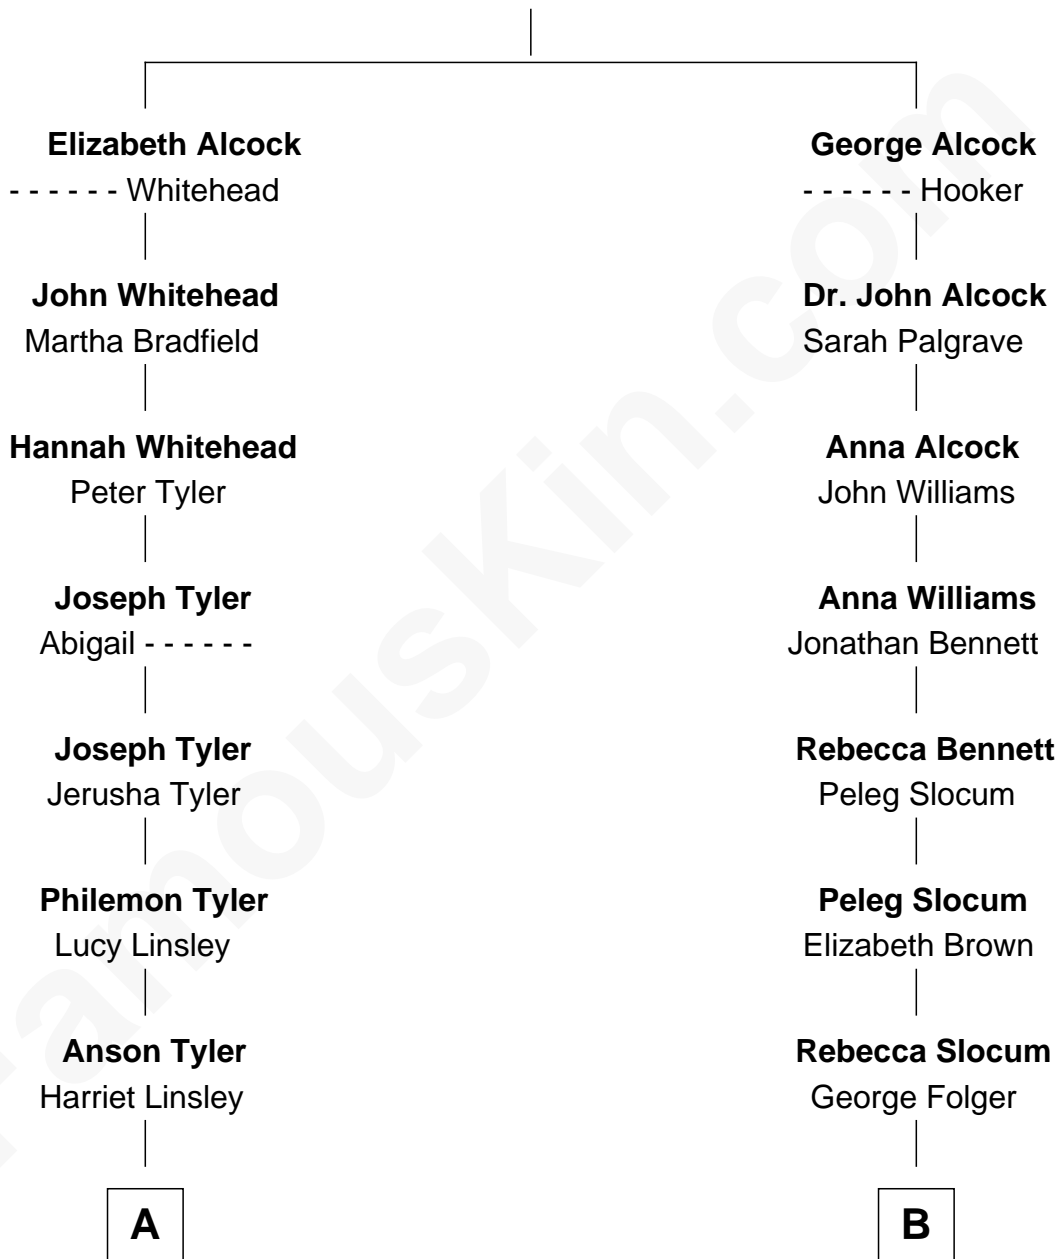 Elizabeth Alcock
- - - - - - Whitehead
John Whitehead
Martha Bradfield
Hannah Whitehead
Peter Tyler
Joseph Tyler
Abigail - - - - - -
Joseph Tyler
Jerusha Tyler
Philemon Tyler
Lucy Linsley
Anson Tyler
Harriet Linsley
A
George Alcock
- - - - - - Hooker
Dr. John Alcock
Sarah Palgrave
Anna Alcock
John Williams
Anna Williams
Jonathan Bennett
Rebecca Bennett
Peleg Slocum
Peleg Slocum
Elizabeth Brown
Rebecca Slocum
George Folger
B
FamousKin.com